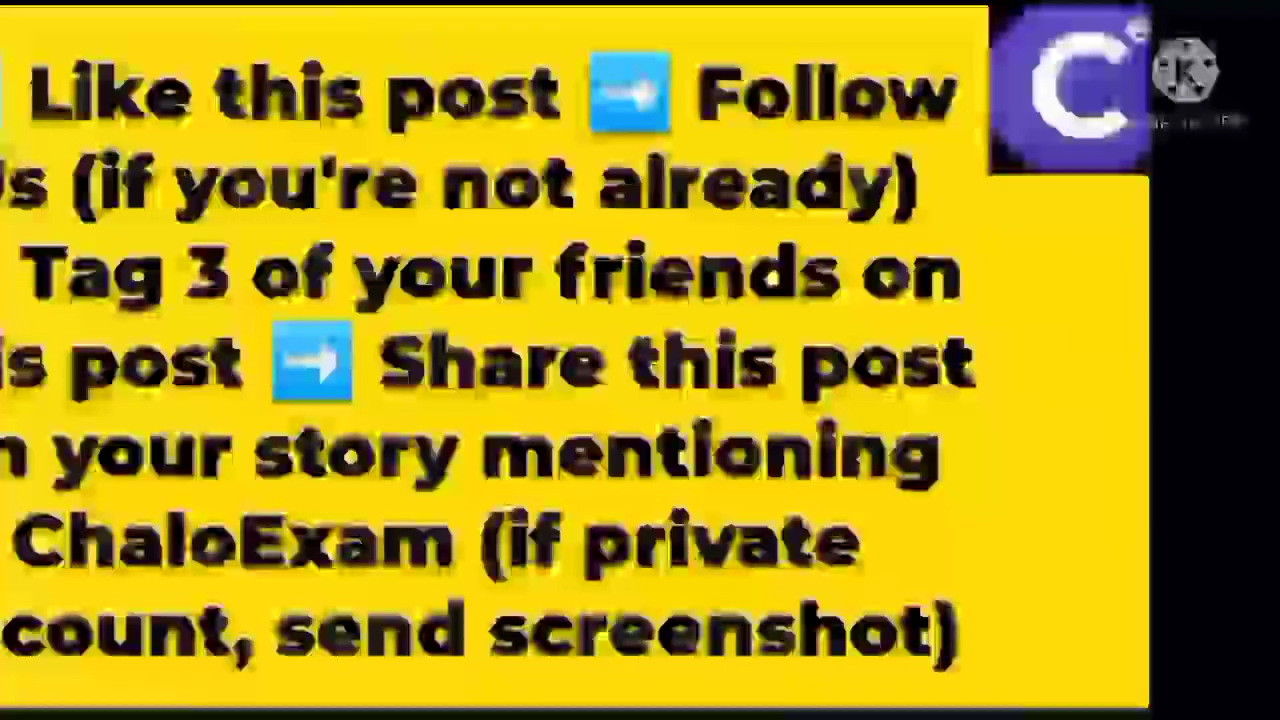 Like this post ➡ Follow
s (if you're not already)
Tag 3 of your friends on
is post ➡ Share this post
n your story mentioning
ChaloExam (if private
count, send screenshot)
C
K